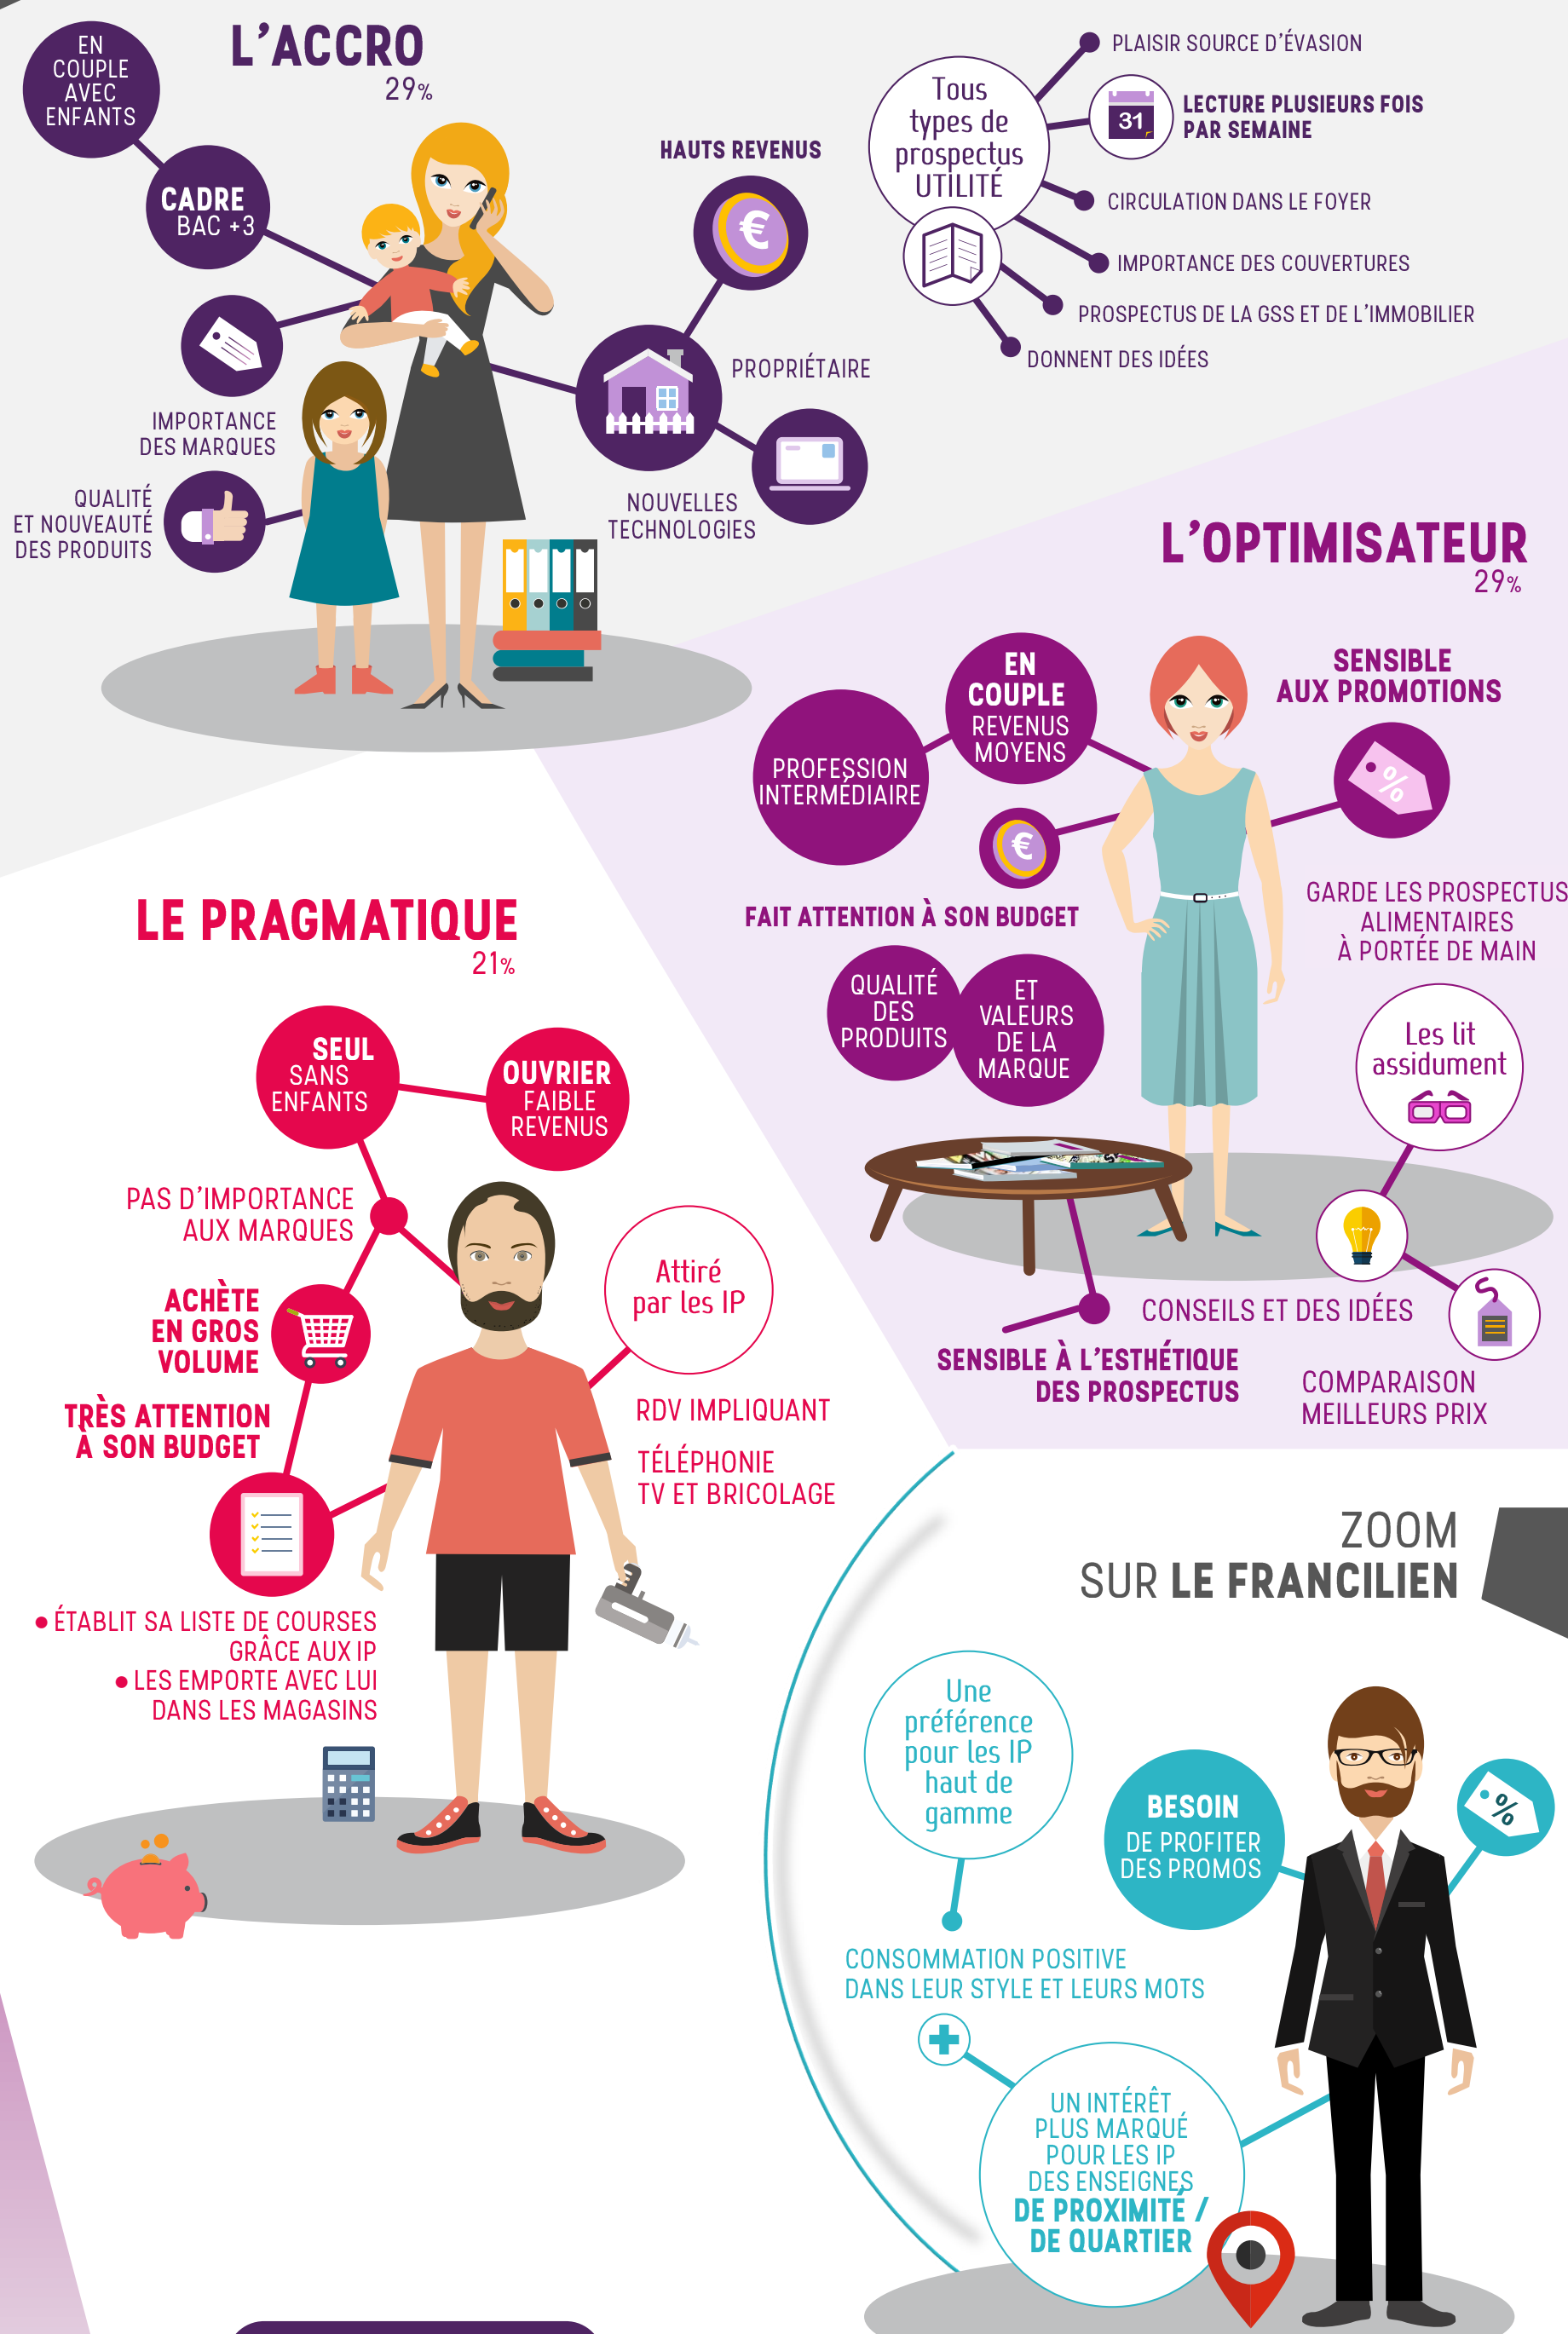 L'ACCRO
29%
EN
COUPLE
AVEC
ENFANTS
CADRE
BAC +3
IMPORTANCE
DES MARQUES
QUALITÉ
ET NOUVEAUTÉ
DES PRODUITS
HAUTS REVENUS
€
PROPRIÉTAIRE
NOUVELLES
TECHNOLOGIES
Tous
types de
prospectus
UTILITÉ
PLAISIR SOURCE D'ÉVASION
31
LECTURE PLUSIEURS FOIS
PAR SEMAINE
CIRCULATION DANS LE FOYER
IMPORTANCE DES COUVERTURES
PROSPECTUS DE LA GSS ET DE L'IMMOBILIER
DONNENT DES IDÉES
L'OPTIMISATEUR
29%
EN
COUPLE
REVENUS
MOYENS
PROFESSION
INTERMÉDIAIRE
SENSIBLE
AUX PROMOTIONS
%
€
FAIT ATTENTION À SON BUDGET
QUALITÉ
DES
PRODUITS
ET
VALEURS
DE LA
MARQUE
GARDE LES PROSPECTUS
ALIMENTAIRES
À PORTÉE DE MAIN
Les lit
assidument
CONSEILS ET DES IDÉES
SENSIBLE À L'ESTHÉTIQUE
DES PROSPECTUS
COMPARAISON
MEILLEURS PRIX
LE PRAGMATIQUE
21%
SEUL
SANS
ENFANTS
OUVRIER
FAIBLE
REVENUS
PAS D'IMPORTANCE
AUX MARQUES
ACHÈTE
EN GROS
VOLUME
TRÈS ATTENTION
À SON BUDGET
Attiré
par les IP
RDV IMPLIQUANT
TÉLÉPHONIE
TV ET BRICOLAGE
• ÉTABLIT SA LISTE DE COURSES
GRÂCE AUX IP
• LES EMPORTE AVEC LUI
DANS LES MAGASINS
ZOOM
SUR LE FRANCILIEN
Une
préférence
pour les IP
haut de
gamme
BESOIN
DE PROFITER
DES PROMOS
%
CONSOMMATION POSITIVE
DANS LEUR STYLE ET LEURS MOTS
UN INTÉRÊT
PLUS MARQUÉ
POUR LES IP
DES ENSEIGNES
DE PROXIMITÉ /
DE QUARTIER